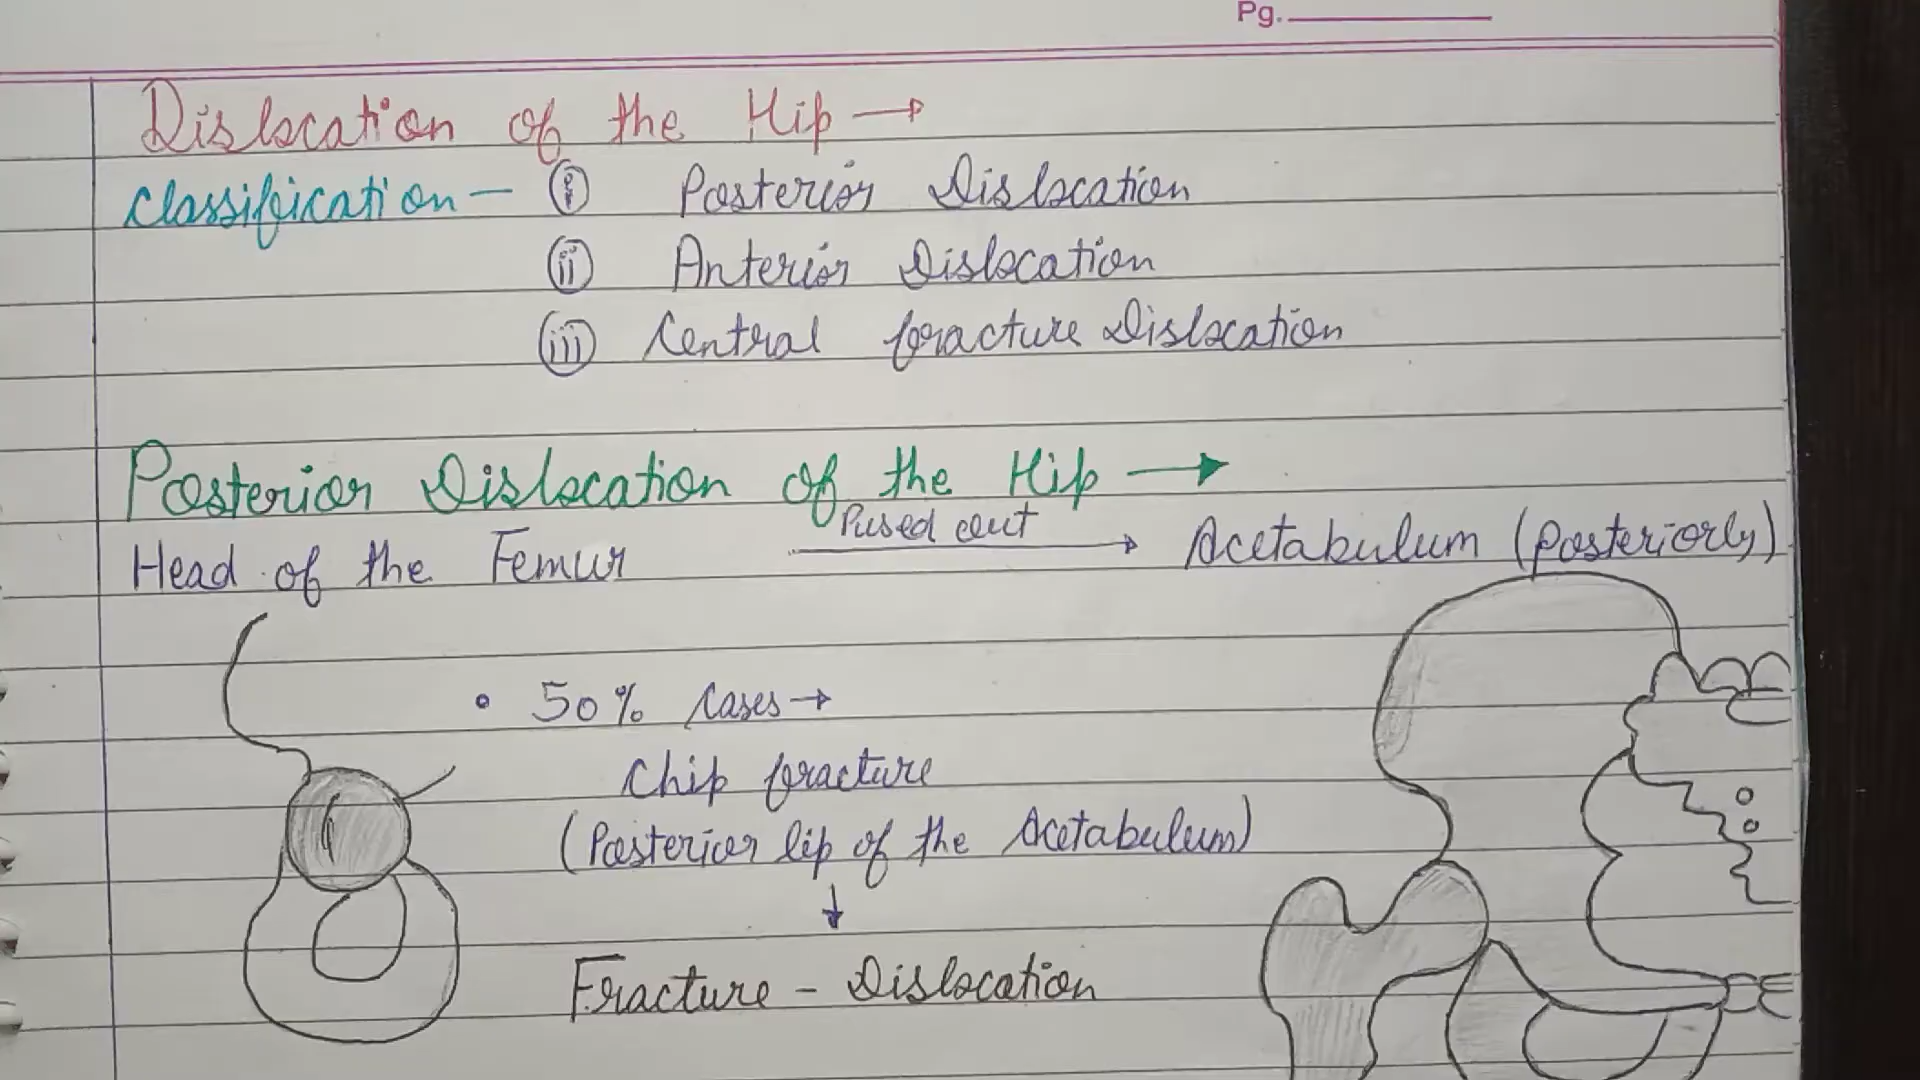 Pg.
Dislocation of the Hip →
Classification - (i) Posterior Dislocation
(ii) Anterior Dislocation
(iii) Central fracture Dislocation
Posterior Dislocation of the Hip →
Pused out
Head of the Femur → Acetabulum (Posteriorly)
• 50% Cases →
Chip fracture
(Posterior lip of the Acetabulum)
↓
Fracture - Dislocation